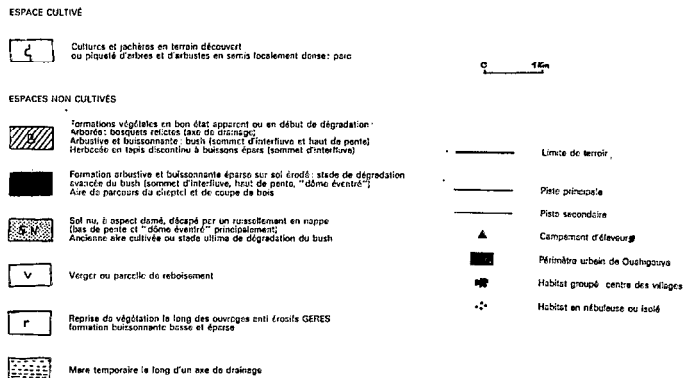 ESPACE CULTIVÉ
Cultures et jachères en terrain découvert
ou piqueté d'arbres et d'arbustes en semis localement dense : parc
0 1Km
ESPACES NON CULTIVÉS
Formations végétales en bon état apparent ou en début de dégradation
Arborée : bosquets relictes (axe de drainage)
Arbustive et buissonnante : bush (sommet d'interfluve et haut de pente)
Herbacée en tapis discontinu à buissons épars (sommet d'interfluve)
Formation arbustive et buissonnante éparse sur sol érodé : stade de dégradation
avancée du bush (sommet d'interfluve, haut de pente, "dôme éventré")
Aire de parcours du cheptel et de coupe de bois
S N
Sol nu, à aspect damé, décapé par un ruissellement en nappe
(bas de pente et "dôme éventré" principalement)
Ancienne aire cultivée ou stade ultime de dégradation du bush
v
Verger ou parcelle de reboisement
r
Reprise de végétation le long des ouvrages anti érosifs GERES
formation buissonnante basse et éparse
Mare temporaire le long d'un axe de drainage
Limite de terroir
Piste principale
Piste secondaire
Campement d'éleveurs
Périmètre urbain de Ouahigouya
Habitat groupé centre des villages
Habitat en nébuleuse ou isolé